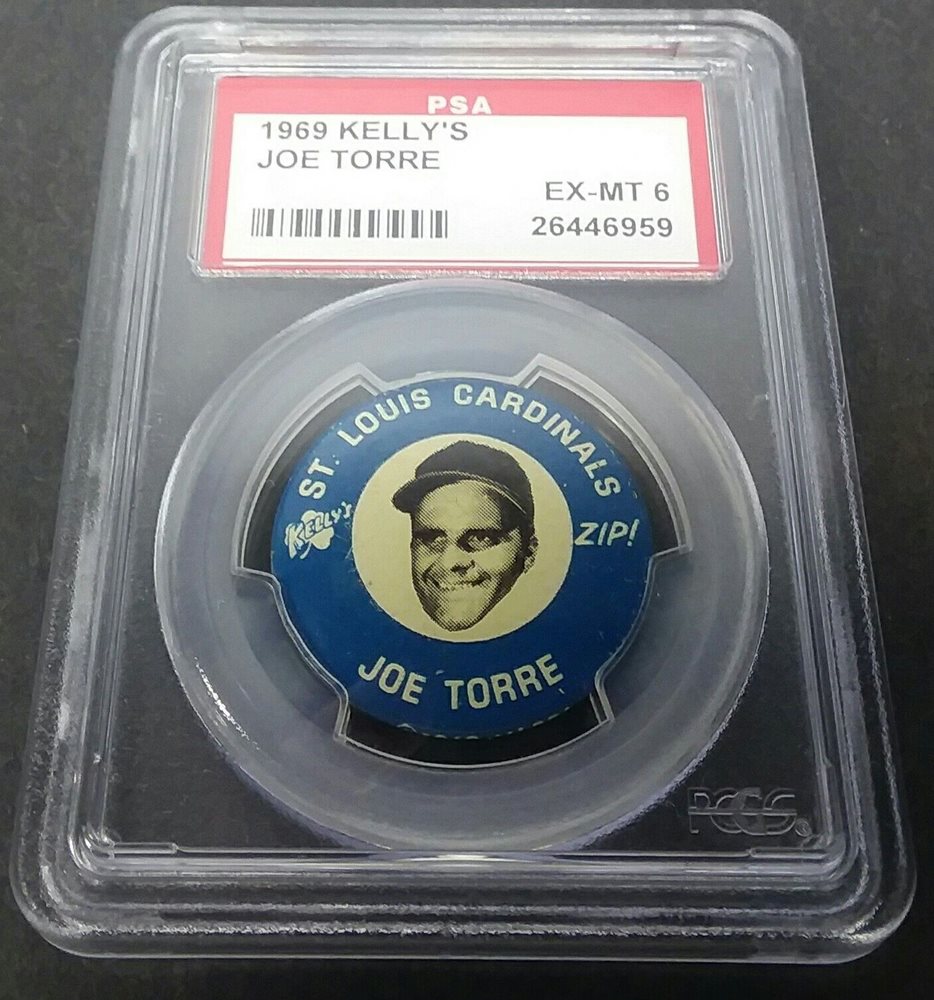 PSA
1969 KELLY'S
JOE TORRE
EX-MT 6
26446959
ST. LOUIS CARDINALS
KELLY'S
ZIP!
JOE TORRE
PCGS